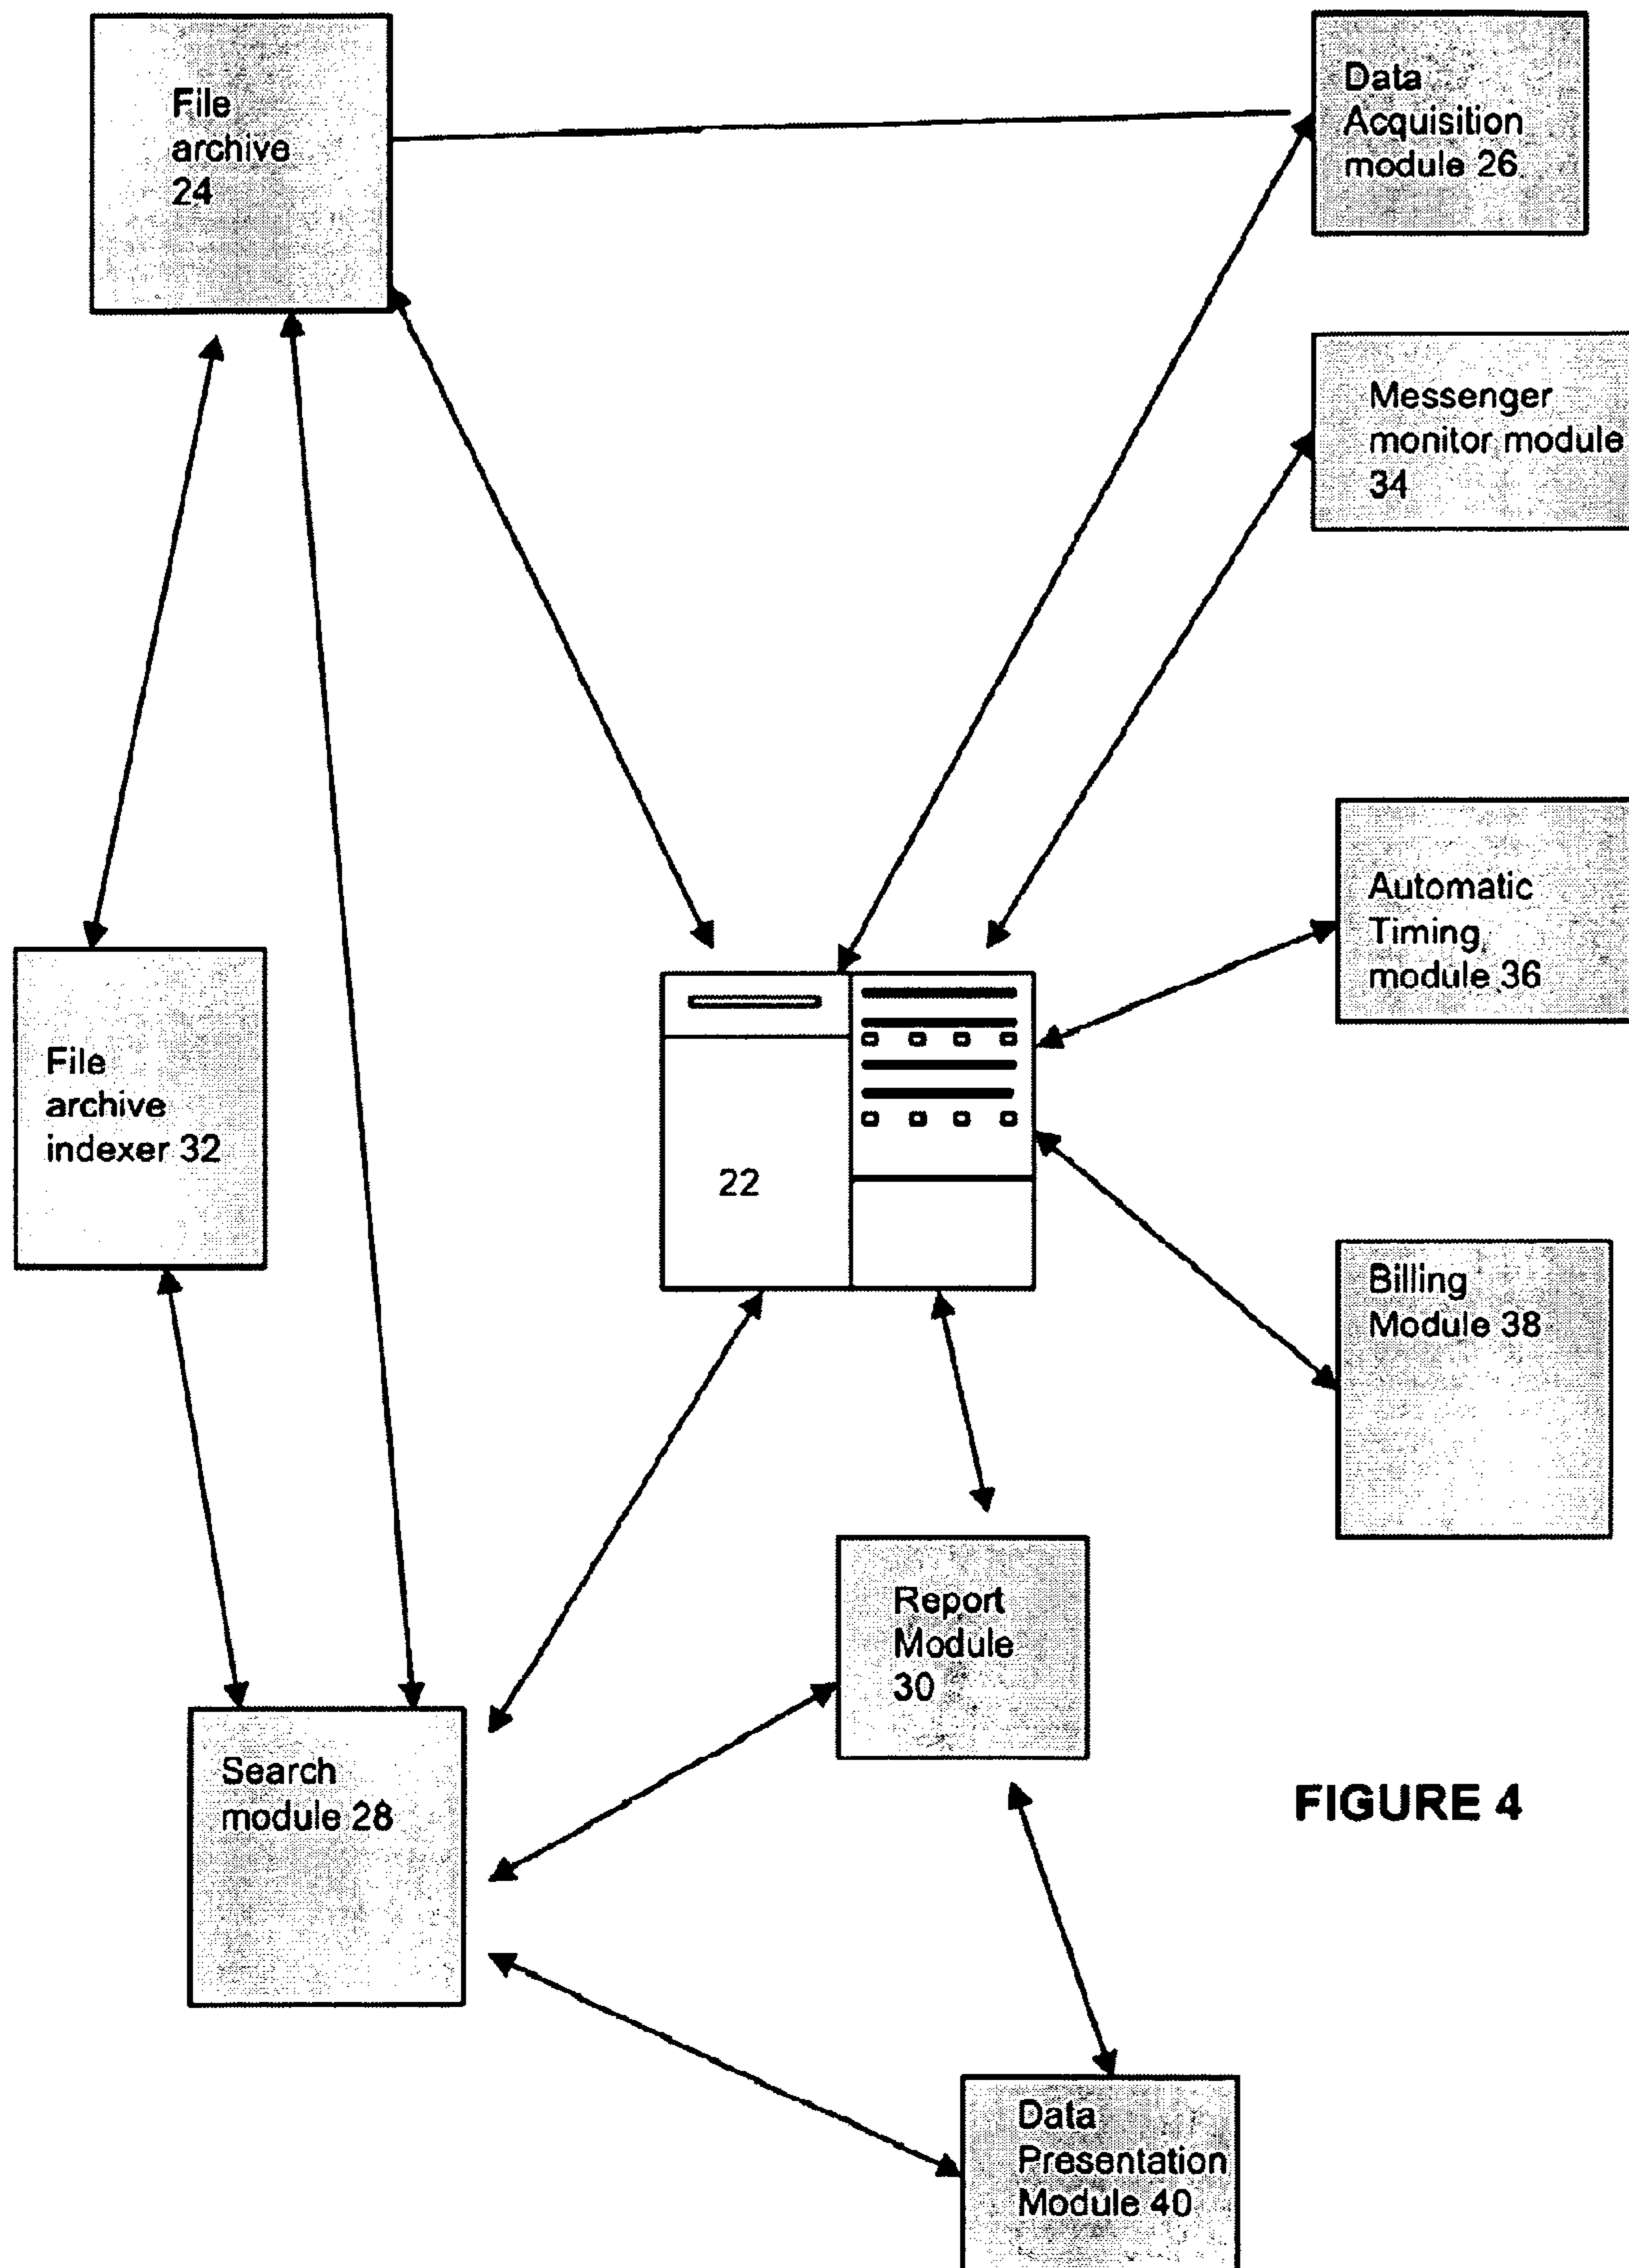 File
archive
24
Data
Acquisition
module 26
Messenger
monitor module
34
Automatic
Timing
module 36
File
archive
indexer 32
22
Billing
Module 38
Report
Module
30
Search
module 28
FIGURE 4
Data
Presentation
Module 40